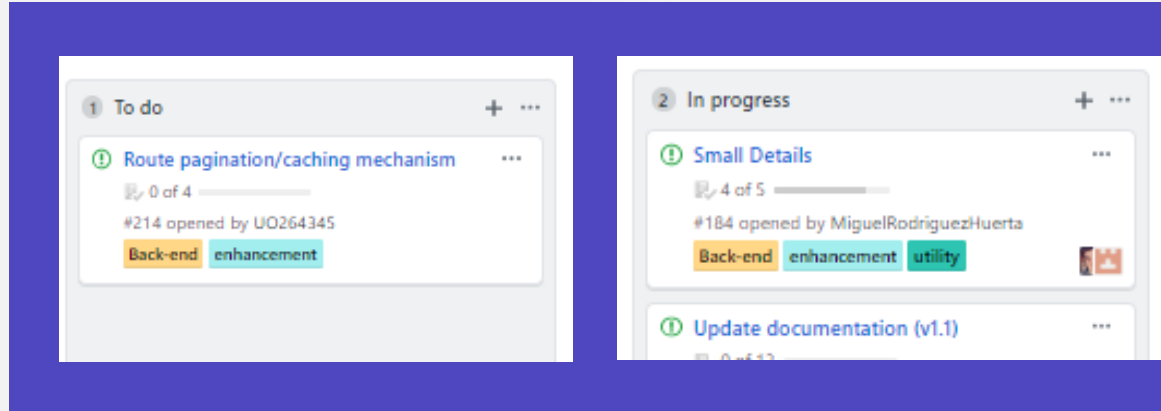 1 To do
Route pagination/caching mechanism
0 of 4
#214 opened by UO264345
Back-end enhancement
2 In progress
Small Details
4 of 5
#184 opened by MiguelRodriguezHuerta
Back-end enhancement utility
Update documentation (v1.1)